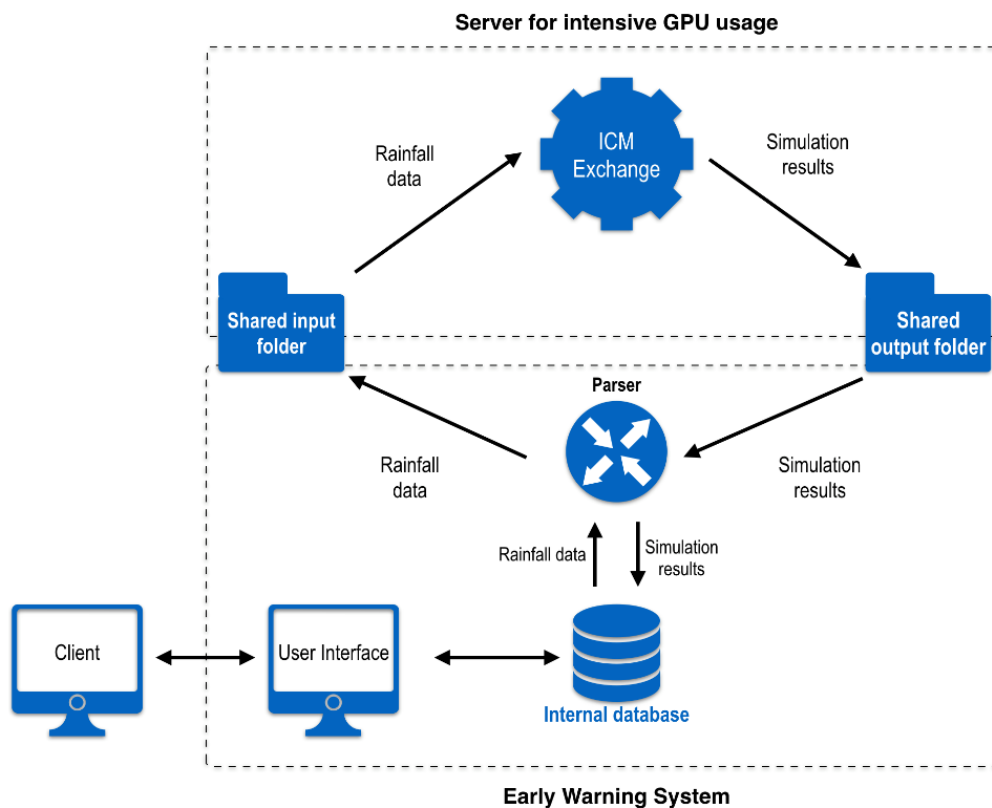 Server for intensive GPU usage
ICM
Exchange
Rainfall
data
Simulation
results
Shared input
folder
Shared
output folder
Parser
Rainfall
data
Simulation
results
Rainfall data
Simulation
results
Client
User Interface
Internal database
Early Warning System